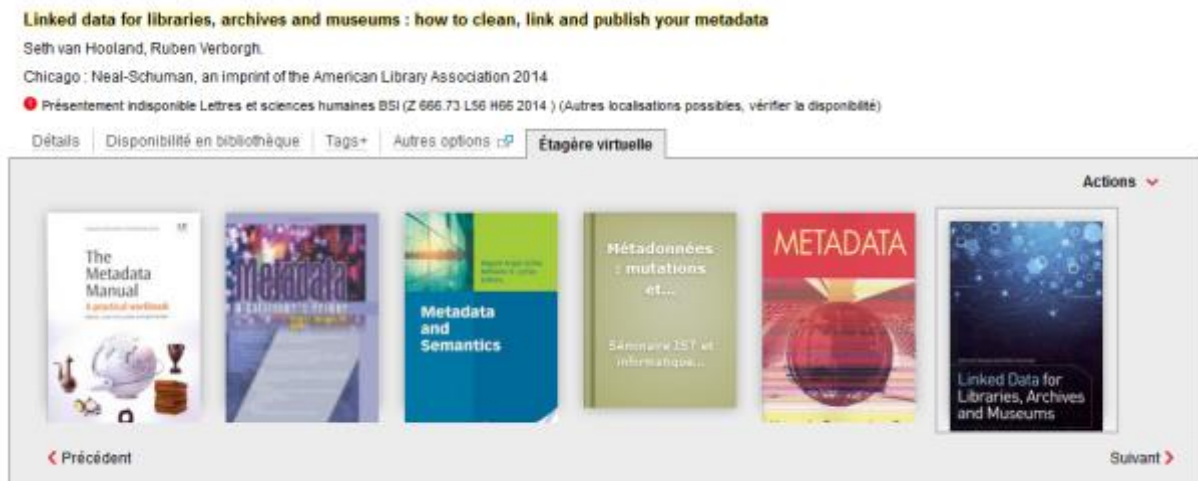 Linked data for libraries, archives and museums : how to clean, link and publish your metadata
Seth van Hooland, Ruben Verborgh.
Chicago : Neal-Schuman, an imprint of the American Library Association 2014
Présentement indisponible Lettres et sciences humaines BSI (Z 666.73 L56 H66 2014 ) (Autres localisations possibles, vérifier la disponibilité)
Détails Disponibilité en bibliothèque Tags+ Autres options Étagère virtuelle
Actions
The
Metadata
Manual
A practical workbook
Metadata
Metadata
and
Semantics
Métadonnées
: mutations
et...
Séminaire IST et
informatique...
METADATA
Linked Data for
Libraries, Archives
and Museums
Précédent
Suivant